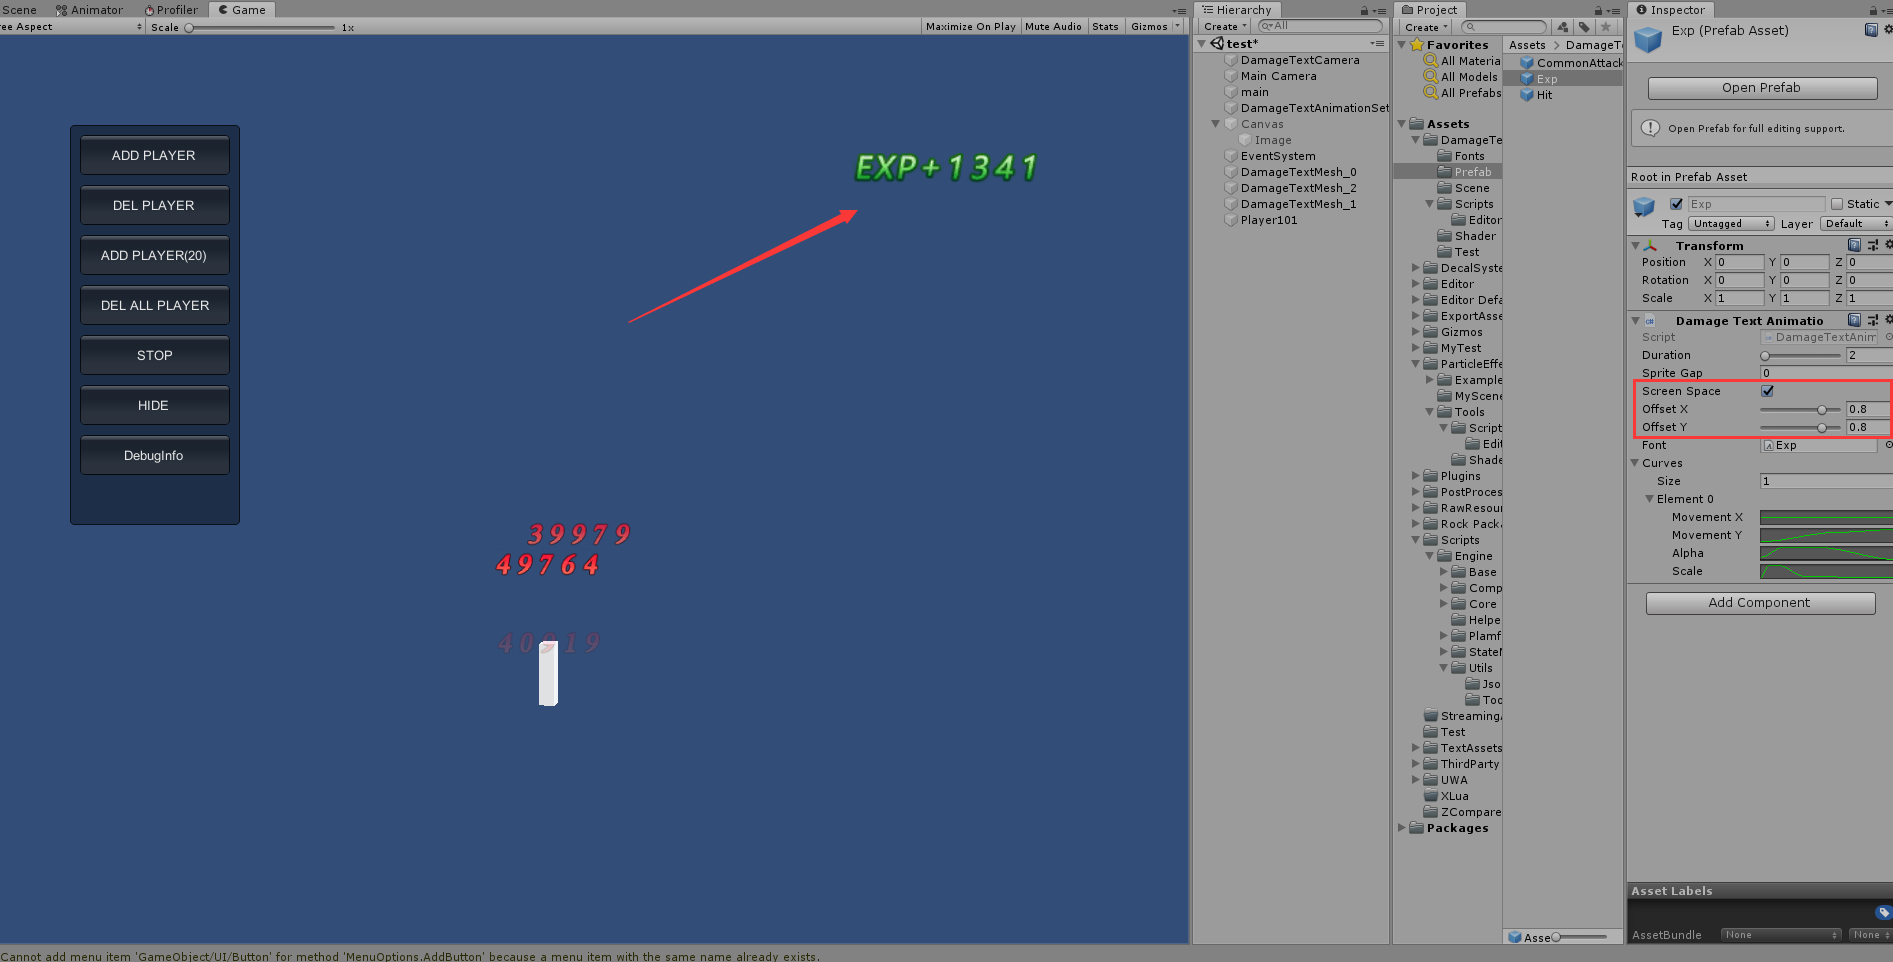 Scene Animator Profiler Game
ree Aspect Scale 1x Maximize On Play Mute Audio Stats Gizmos
ADD PLAYER
DEL PLAYER
ADD PLAYER(20)
DEL ALL PLAYER
STOP
HIDE
DebugInfo
EXP+1341
39979
49764
40919
Hierarchy
Create All
test*
DamageTextCamera
Main Camera
main
DamageTextAnimationSet
Canvas
Image
EventSystem
DamageTextMesh_0
DamageTextMesh_2
DamageTextMesh_1
Player101
Project
Create
Favorites
All Materia
All Models
All Prefabs
Assets
DamageTe
Fonts
Prefab
Scene
Scripts
Editor
Shader
Test
DecalSyste
Editor
Editor Defa
ExportAsse
Gizmos
MyTest
ParticleEffe
Example
MyScene
Tools
Script
Edi
Shade
Plugins
PostProces
RawResour
Rock Pack
Scripts
Engine
Base
Comp
Core
Helpe
Plamf
StateM
Utils
Jso
Too
Streaming
Test
TextAssets
ThirdParty
UWA
XLua
ZCompare
Packages
Assets > DamageTe
CommonAttack
Exp
Hit
Asse
Inspector
Exp (Prefab Asset)
Open Prefab
Open Prefab for full editing support.
Root in Prefab Asset
Exp Static
Tag Untagged Layer Default
Transform
Position X 0 Y 0 Z 0
Rotation X 0 Y 0 Z 0
Scale X 1 Y 1 Z 1
Damage Text Animatio
Script DamageTextAnim
Duration 2
Sprite Gap 0
Screen Space
Offset X 0.8
Offset Y 0.8
Font Exp
Curves
Size 1
Element 0
Movement X
Movement Y
Alpha
Scale
Add Component
Asset Labels
AssetBundle None None
Cannot add menu item 'GameObject/UI/Button' for method 'MenuOptions.AddButton' because a menu item with the same name already exists.